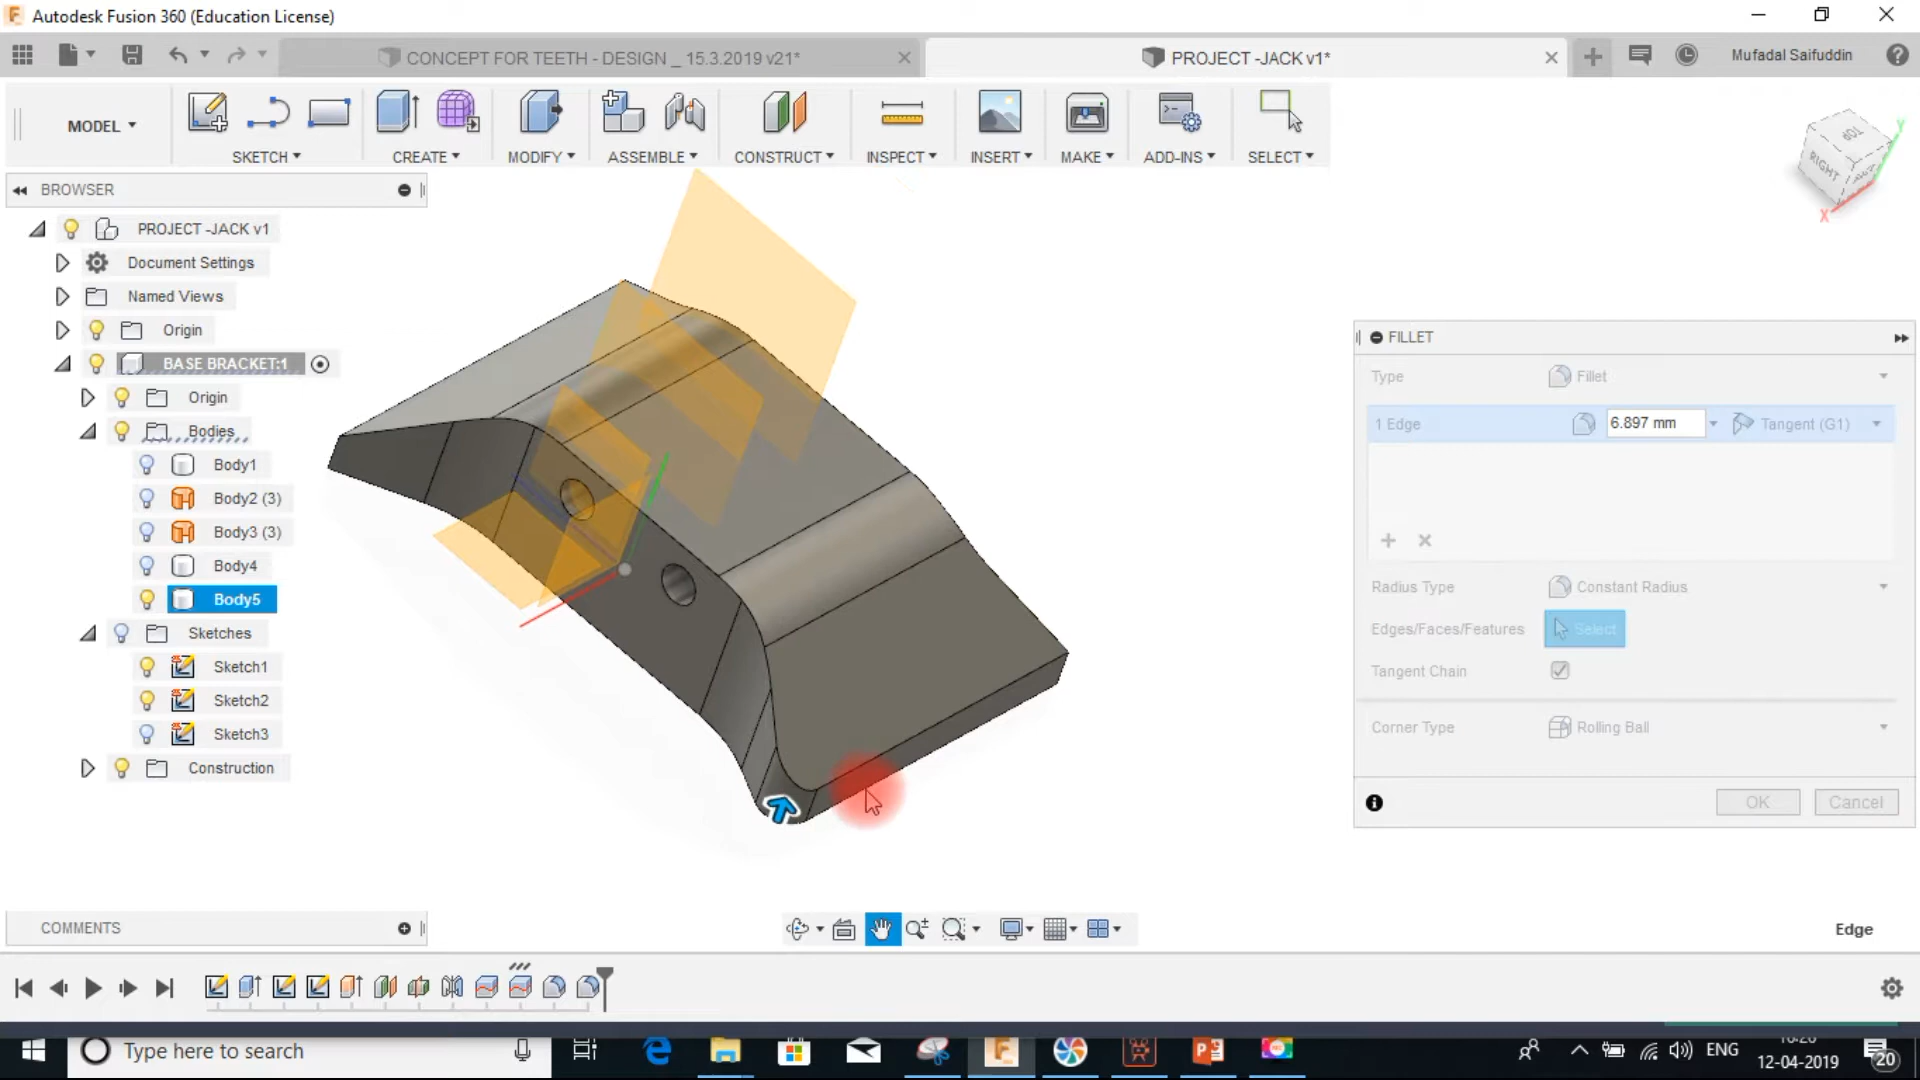 Autodesk Fusion 360 (Education License)
CONCEPT FOR TEETH - DESIGN _ 15.3.2019 v21*
PROJECT -JACK v1*
Mufadal Saifuddin
MODEL
SKETCH
CREATE
MODIFY
ASSEMBLE
CONSTRUCT
INSPECT
INSERT
MAKE
ADD-INS
SELECT
TOP
RIGHT
Y
X
BROWSER
PROJECT -JACK v1
Document Settings
Named Views
Origin
BASE BRACKET:1
Origin
Bodies
Body1
Body2 (3)
Body3 (3)
Body4
Body5
Sketches
Sketch1
Sketch2
Sketch3
Construction
FILLET
Type Fillet
1 Edge 6.897 mm Tangent (G1)
Radius Type Constant Radius
Edges/Faces/Features Select
Tangent Chain
Corner Type Rolling Ball
OK Cancel
COMMENTS
Edge
Type here to search
ENG
12-04-2019
20